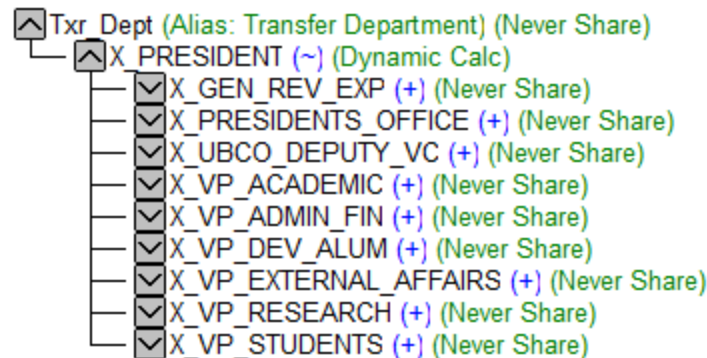 Txr_Dept (Alias: Transfer Department) (Never Share)
X_PRESIDENT (~) (Dynamic Calc)
X_GEN_REV_EXP (+) (Never Share)
X_PRESIDENTS_OFFICE (+) (Never Share)
X_UBCO_DEPUTY_VC (+) (Never Share)
X_VP_ACADEMIC (+) (Never Share)
X_VP_ADMIN_FIN (+) (Never Share)
X_VP_DEV_ALUM (+) (Never Share)
X_VP_EXTERNAL_AFFAIRS (+) (Never Share)
X_VP_RESEARCH (+) (Never Share)
X_VP_STUDENTS (+) (Never Share)